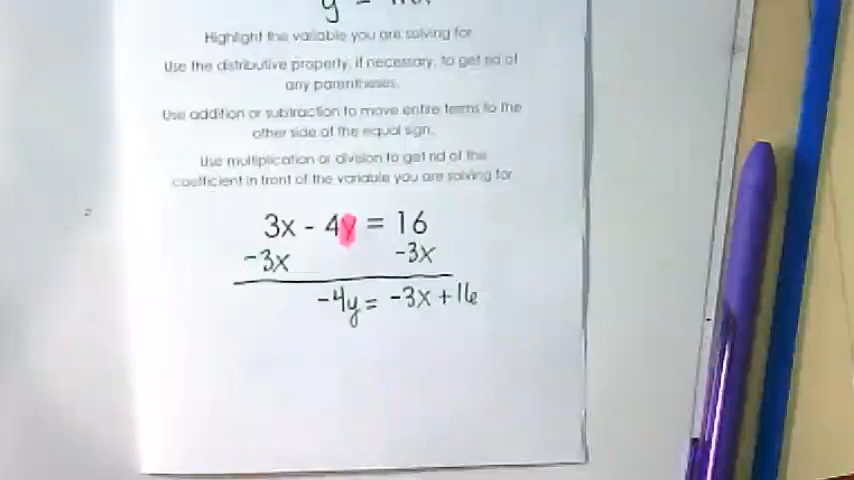 y =
Highlight the variable you are solving for
Use the distributive property, if necessary, to get rid of
any parentheses.
Use addition or subtraction to move entire terms to the
other side of the equal sign.
Use multiplication or division to get rid of the
coefficient in front of the variable you are solving for
3x - 4y = 16
-3x -3x
-4y = -3x + 16